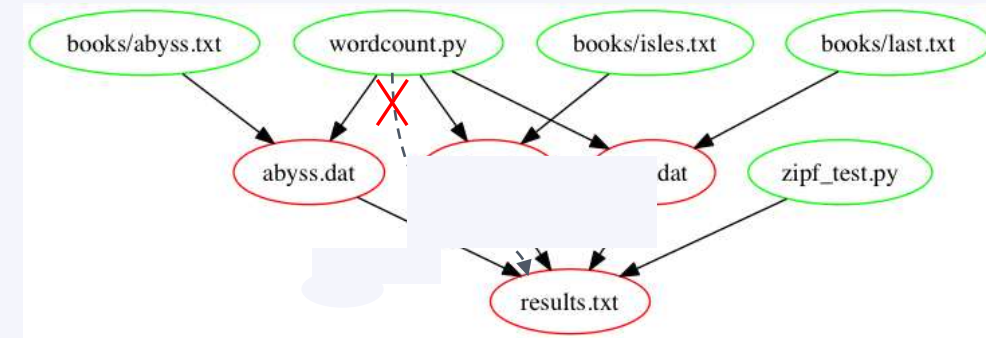 books/abyss.txt
wordcount.py
books/isles.txt
books/last.txt
abyss.dat
dat
zipf_test.py
results.txt